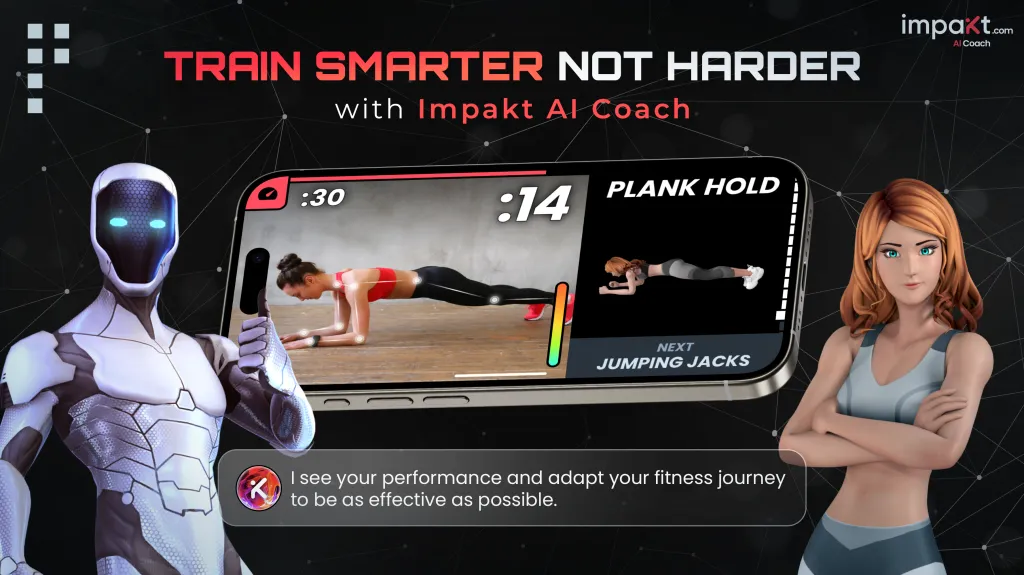 impakt.com
AI Coach
TRAIN SMARTER NOT HARDER
with Impakt AI Coach
:30
:14
PLANK HOLD
NEXT
JUMPING JACKS
I see your performance and adapt your fitness journey
to be as effective as possible.